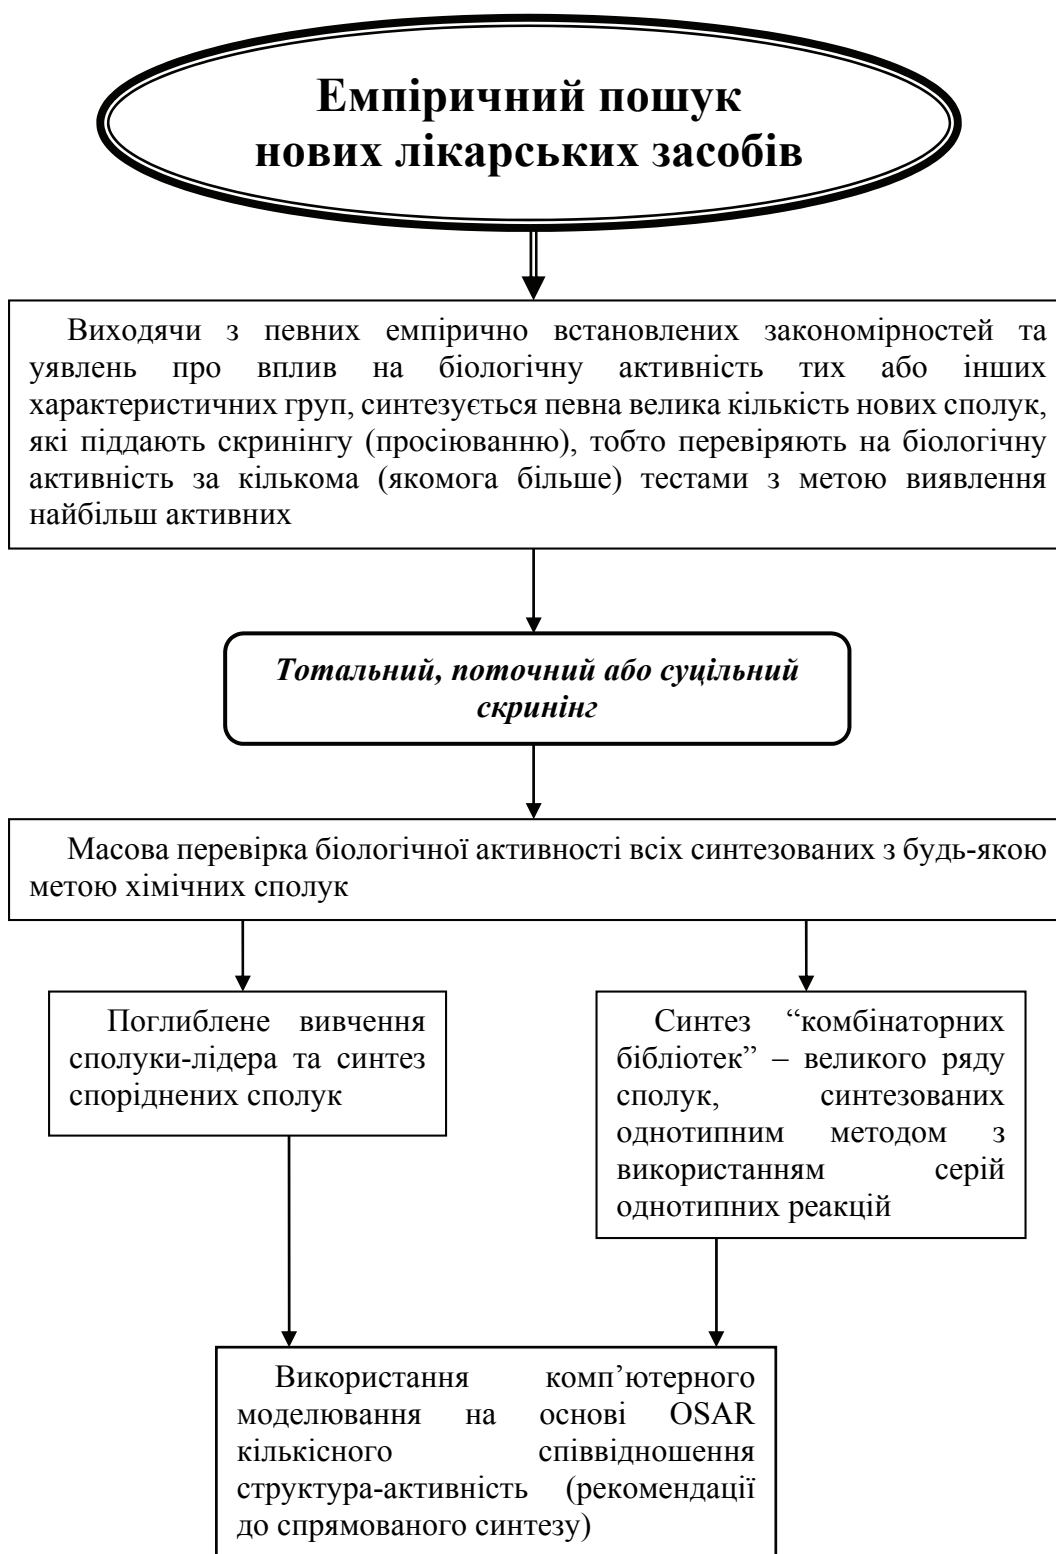 Емпіричний пошук
нових лікарських засобів
Виходячи з певних емпірично встановлених закономірностей та
уявлень про вплив на біологічну активність тих або інших
характеристичних груп, синтезується певна велика кількість нових сполук,
які піддають скринінгу (просіюванню), тобто перевіряють на біологічну
активність за кількома (якомога більше) тестами з метою виявлення
найбільш активних
Тотальний, поточний або суцільний
скринінг
Масова перевірка біологічної активності всіх синтезованих з будь-якою
метою хімічних сполук
Поглиблене вивчення
сполуки-лідера та синтез
споріднених сполук
Синтез “комбінаторних
бібліотек” – великого ряду
сполук, синтезованих
однотипним методом з
використанням серій
однотипних реакцій
Використання комп’ютерного
моделювання на основі OSAR
кількісного співвідношення
структура-активність (рекомендації
до спрямованого синтезу)